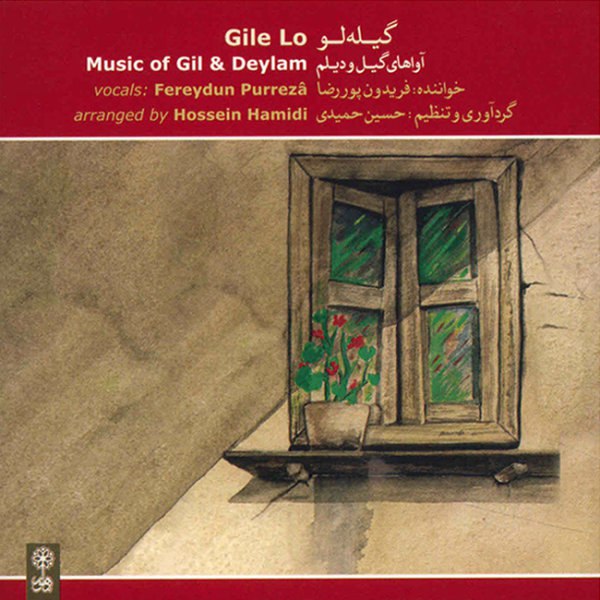 Gile Lo گیله‌لو
Music of Gil & Deylam آواهای گیل و دیلم
vocals: Fereydun Purrezâ خواننده: فریدون پوررضا
arranged by Hossein Hamidi گردآوری و تنظیم: حسین حمیدی